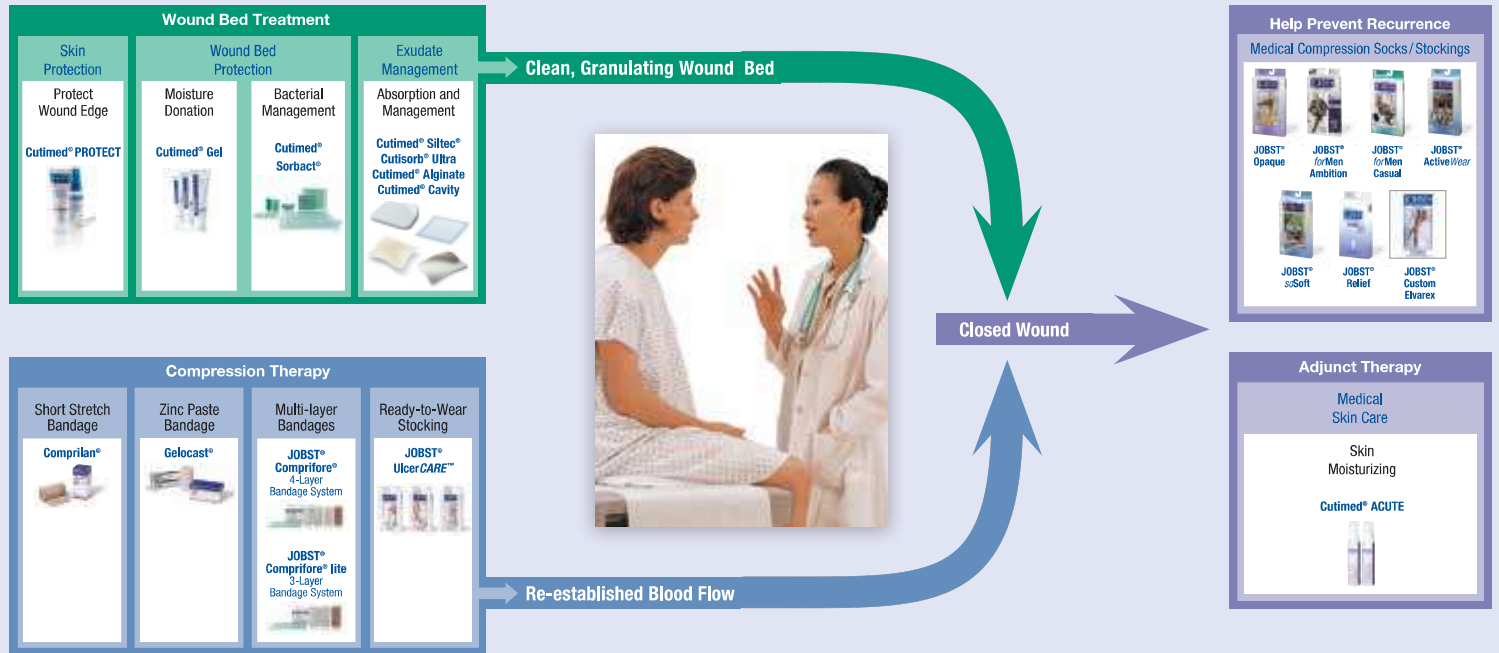 Wound Bed Treatment
Skin
Protection
Wound Bed
Protection
Exudate
Management
Protect
Wound Edge
Cutimed® PROTECT
Moisture
Donation
Cutimed® Gel
Bacterial
Management
Cutimed®
Sorbact®
Absorption and
Management
Cutimed® Siltec®
Cutisorb® Ultra
Cutimed® Alginate
Cutimed® Cavity
Clean, Granulating Wound Bed
Compression Therapy
Short Stretch
Bandage
Comprilan®
Zinc Paste
Bandage
Gelocast®
Multi-layer
Bandages
JOBST®
Comprifore®
4-Layer
Bandage System
JOBST®
Comprifore® lite
3-Layer
Bandage System
Ready-to-Wear
Stocking
JOBST®
UlcerCARE™
Re-established Blood Flow
Closed Wound
Help Prevent Recurrence
Medical Compression Socks/Stockings
JOBST®
Opaque
JOBST®
forMen
Ambition
JOBST®
forMen
Casual
JOBST®
ActiveWear
JOBST®
soSoft
JOBST®
Relief
JOBST®
Custom
Elvarex
Adjunct Therapy
Medical
Skin Care
Skin
Moisturizing
Cutimed® ACUTE